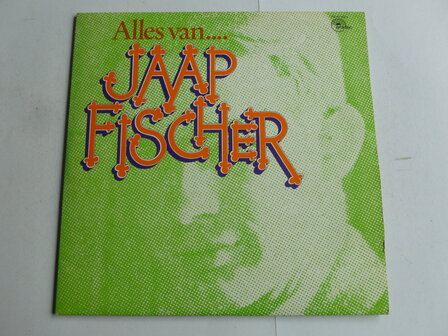 Alles van....
JAAP
FISCHER